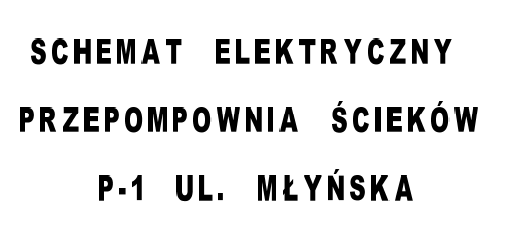 SCHEMAT ELEKTRYCZNY
PRZEPOMPOWNIA ŚCIEKÓW
P-1 UL. MŁYŃSKA